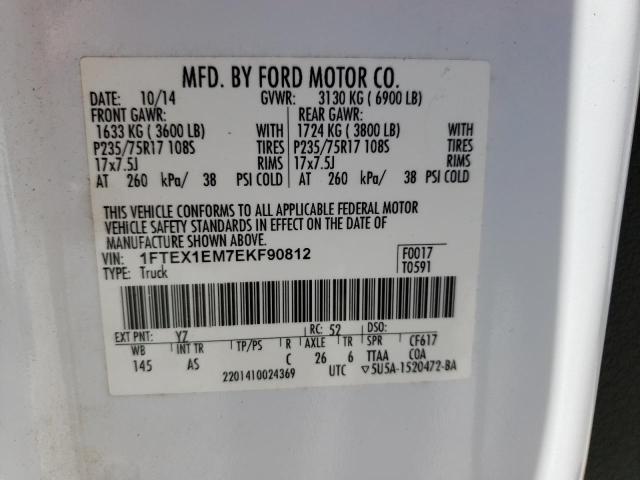 MFD. BY FORD MOTOR CO.
DATE: 10/14 GVWR: 3130 KG ( 6900 LB)
FRONT GAWR: REAR GAWR:
1633 KG ( 3600 LB) WITH 1724 KG ( 3800 LB) WITH
P235/75R17 108S TIRES P235/75R17 108S TIRES
17x7.5J RIMS 17x7.5J RIMS
AT 260 kPa/ 38 PSI COLD AT 260 kPa/ 38 PSI COLD
THIS VEHICLE CONFORMS TO ALL APPLICABLE FEDERAL MOTOR
VEHICLE SAFETY STANDARDS IN EFFECT ON THE DATE OF
MANUFACTURE SHOWN ABOVE.
VIN: 1FTEX1EM7EKF90812 F0017
TYPE: Truck T0591
EXT PNT: YZ RC: 52 DSO:
WB INT TR TP/PS R AXLE TR CF617
145 AS C 26 6 TTAA COA
2201410024369 UTC ▽5U5A-1520472-BA